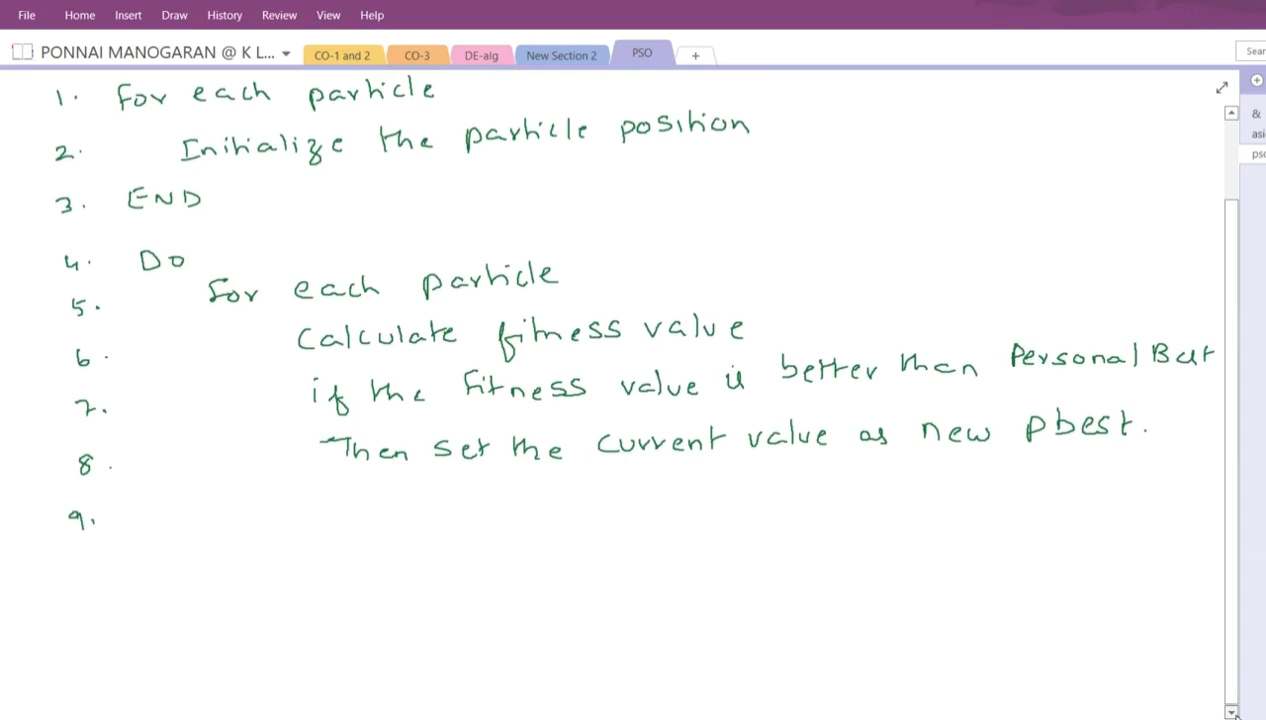 File Home Insert Draw History Review View Help
PONNAI MANOGARAN @ K L... CO-1 and 2 CO-3 DE-alg New Section 2 PSO + Sear
&
asi
pso
1. For each particle
2. Initialize the particle position
3. END
4. Do
5. For each particle
6. Calculate fitness value
7. if the Fitness value is better than Personal Best
8. Then set the current value as new pbest.
9.